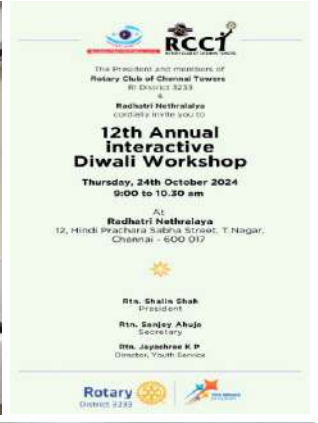 RCCT
The President and members of
Rotary Club of Chennai Towers
RI District 3233
&
Radhatri Nethralaya
cordially invite you to
12th Annual
interactive
Diwali Workshop
Thursday, 24th October 2024
9:00 to 10.30 am
At
Radhatri Nethralaya
12, Hindi Prachara Sabha Street, T.Nagar,
Chennai - 600 017
Rtn. Shalin Shah
President
Rtn. Sanjay Ahuja
Secretary
Rtn. Jayashree K P
Director, Youth Service
Rotary
District 3233